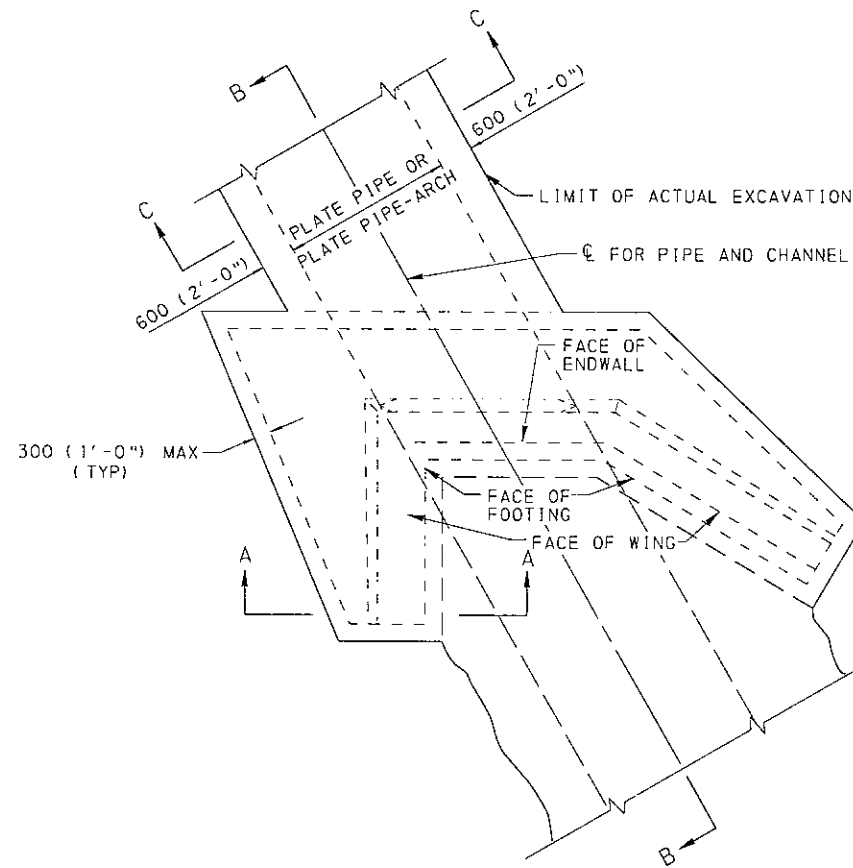 C
C
B
600 (2'-0")
PLATE PIPE OR
PLATE PIPE-ARCH
LIMIT OF ACTUAL EXCAVATION
C
C
℄ FOR PIPE AND CHANNEL
600 (2'-0")
FACE OF
ENDWALL
300 (1'-0") MAX
(TYP)
FACE OF
FOOTING
FACE OF WING
A
A
B